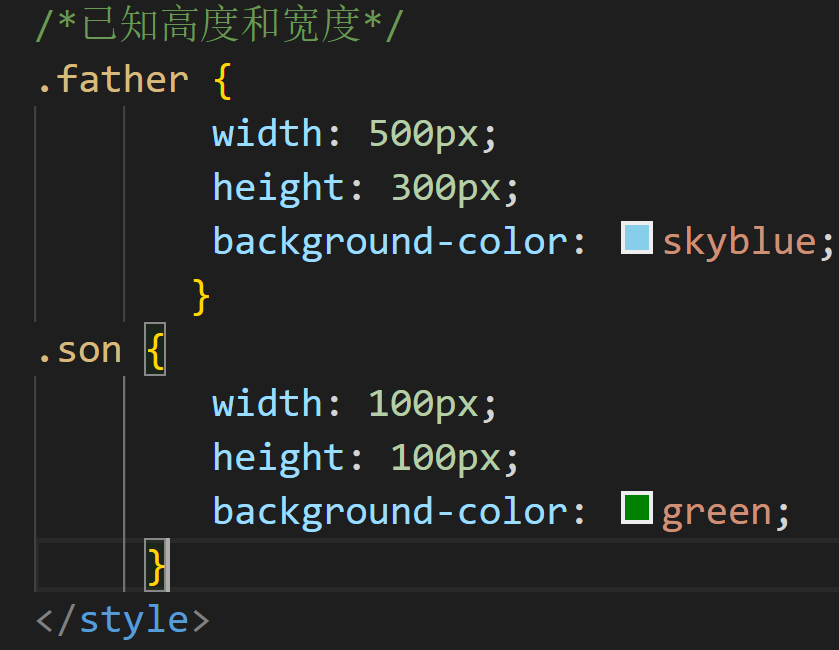 /*已知高度和宽度*/
.father {
width: 500px;
height: 300px;
background-color: skyblue;
}
.son {
width: 100px;
height: 100px;
background-color: green;
}
</style>